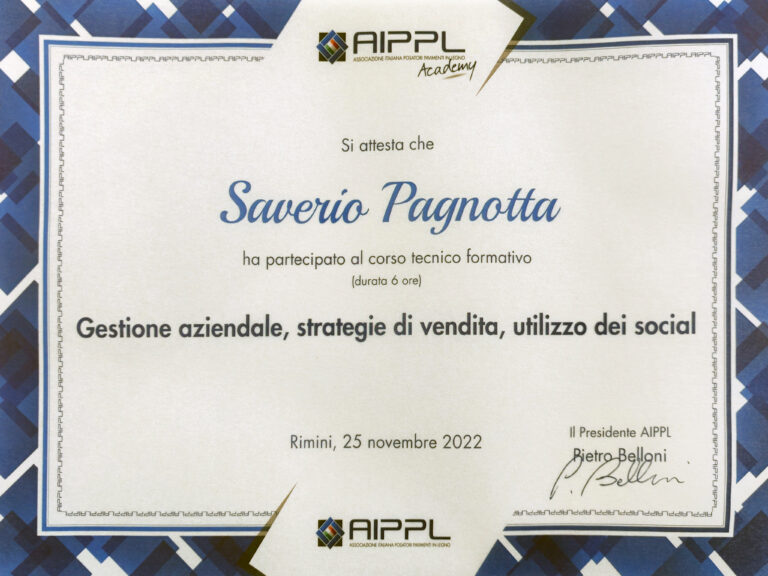 AIPPL
ASSOCIAZIONE ITALIANA POSATORI PAVIMENTI IN LEGNO
Academy
Si attesta che
Saverio Pagnotta
ha partecipato al corso tecnico formativo
(durata 6 ore)
Gestione aziendale, strategie di vendita, utilizzo dei social
Rimini, 25 novembre 2022
Il Presidente AIPPL
Pietro Belloni
P. Belloni
AIPPL
ASSOCIAZIONE ITALIANA POSATORI PAVIMENTI IN LEGNO